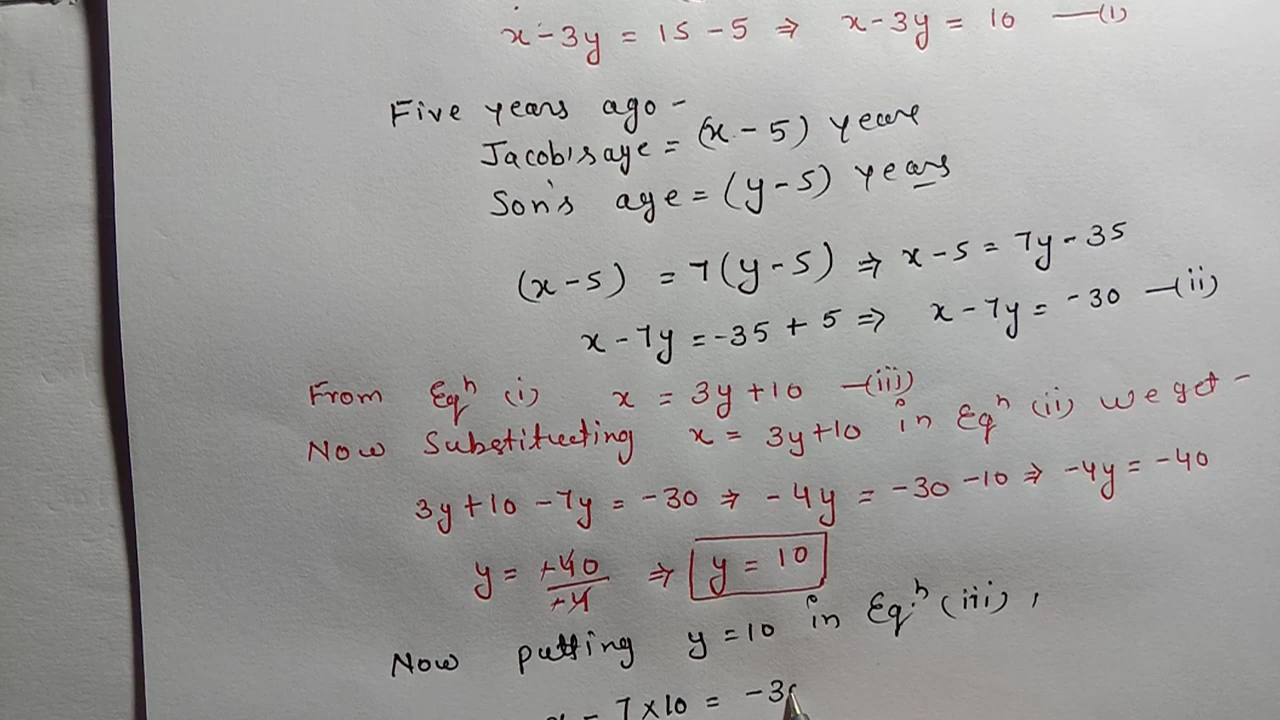 x - 3y = 15 - 5 ⇒ x - 3y = 10 —(i)
Five years ago -
Jacob's age = (x - 5) years
Son's age = (y - 5) years
(x - 5) = 7(y - 5) ⇒ x - 5 = 7y - 35
x - 7y = -35 + 5 ⇒ x - 7y = -30 —(ii)
From Eqⁿ (i) x = 3y + 10 —(iii)
Now Substituting x = 3y + 10 in Eqⁿ (ii) we get -
3y + 10 - 7y = -30 ⇒ -4y = -30 - 10 ⇒ -4y = -40
y = +40/+4 ⇒ y = 10
Now putting y = 10 in Eqⁿ (iii),
x - 7 × 10 = -30